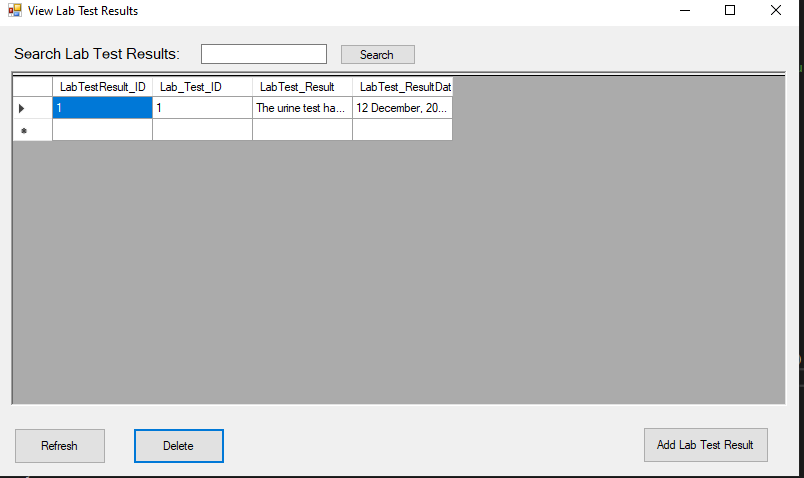 View Lab Test Results
Search Lab Test Results: Search
LabTestResult_ID Lab_Test_ID LabTest_Result LabTest_ResultDat
1 1 The urine test ha... 12 December, 20...
Refresh Delete Add Lab Test Result